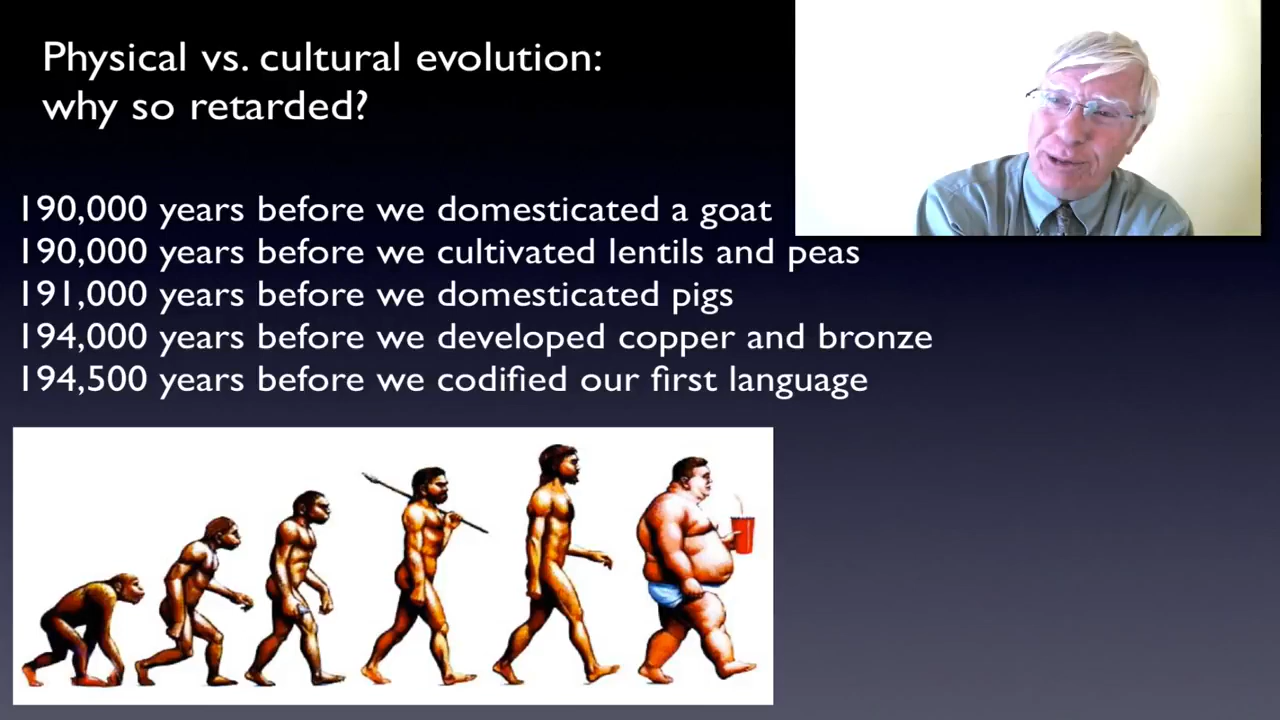 Physical vs. cultural evolution:
why so retarded?
190,000 years before we domesticated a goat
190,000 years before we cultivated lentils and peas
191,000 years before we domesticated pigs
194,000 years before we developed copper and bronze
194,500 years before we codified our first language